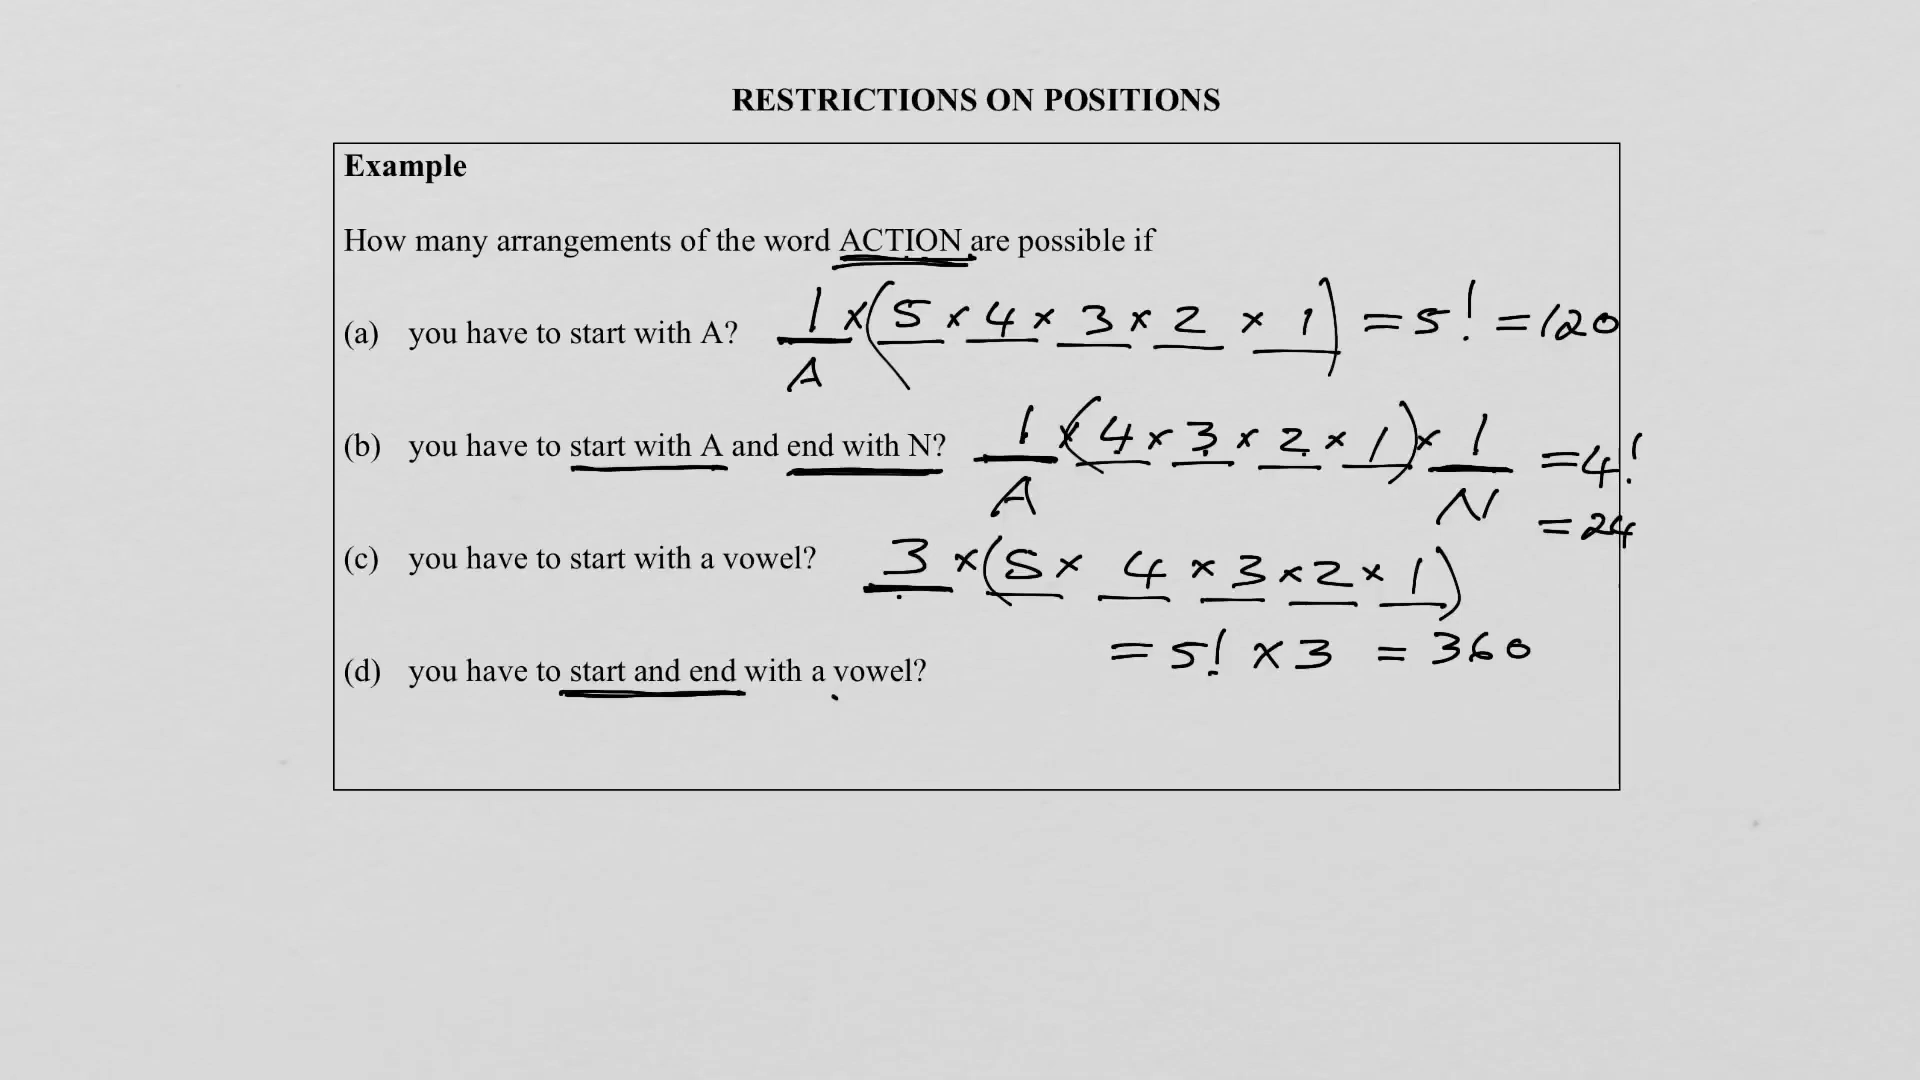 RESTRICTIONS ON POSITIONS
Example
How many arrangements of the word ACTION are possible if
(a) you have to start with A? 1 × (5 × 4 × 3 × 2 × 1) = 5! = 120
A
(b) you have to start with A and end with N? 1 × (4 × 3 × 2 × 1) × 1 = 4!
A N = 24
(c) you have to start with a vowel? 3 × (5 × 4 × 3 × 2 × 1)
= 5! × 3 = 360
(d) you have to start and end with a vowel?